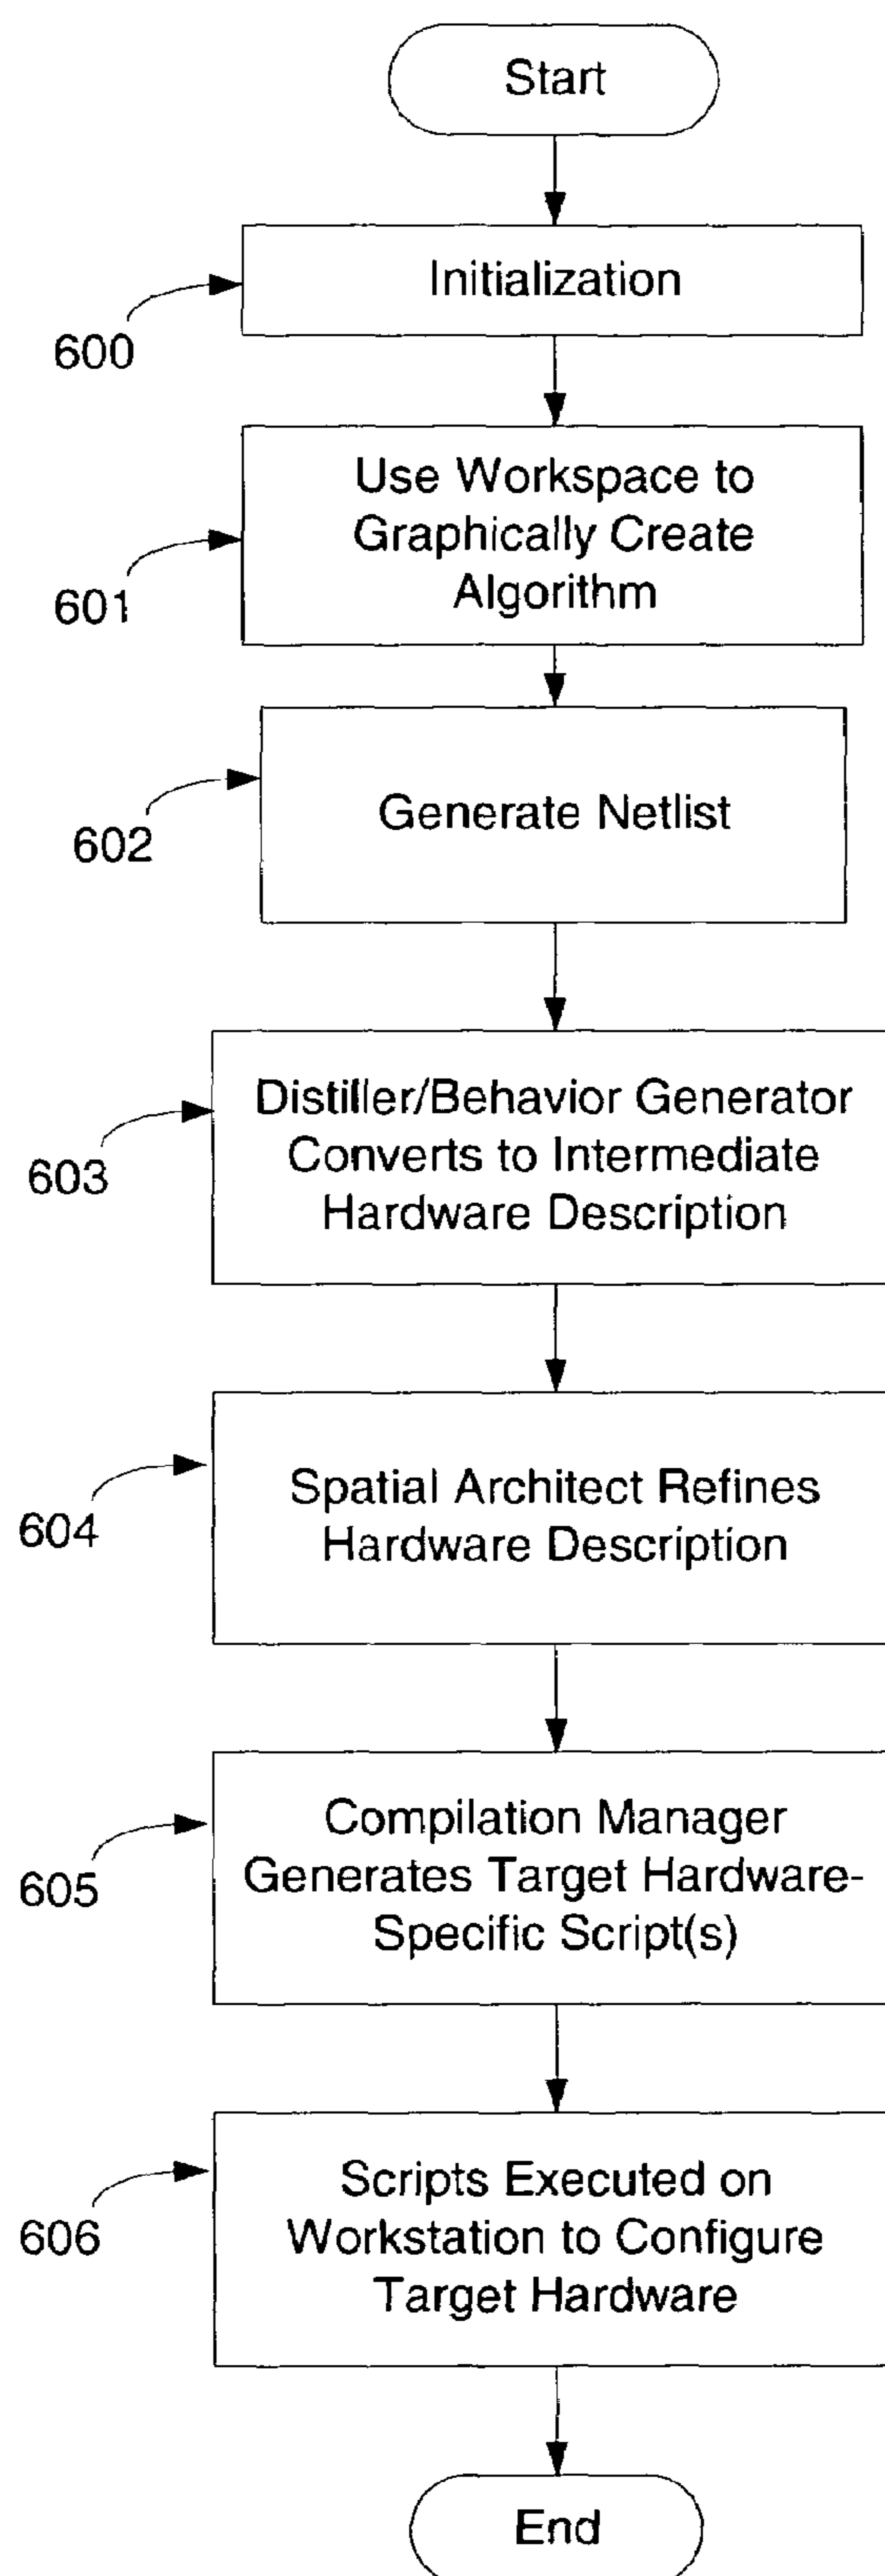 Start
Initialization
600
Use Workspace to
Graphically Create
Algorithm
601
Generate Netlist
602
Distiller/Behavior Generator
Converts to Intermediate
Hardware Description
603
Spatial Architect Refines
Hardware Description
604
Compilation Manager
Generates Target Hardware-
Specific Script(s)
605
Scripts Executed on
Workstation to Configure
Target Hardware
606
End